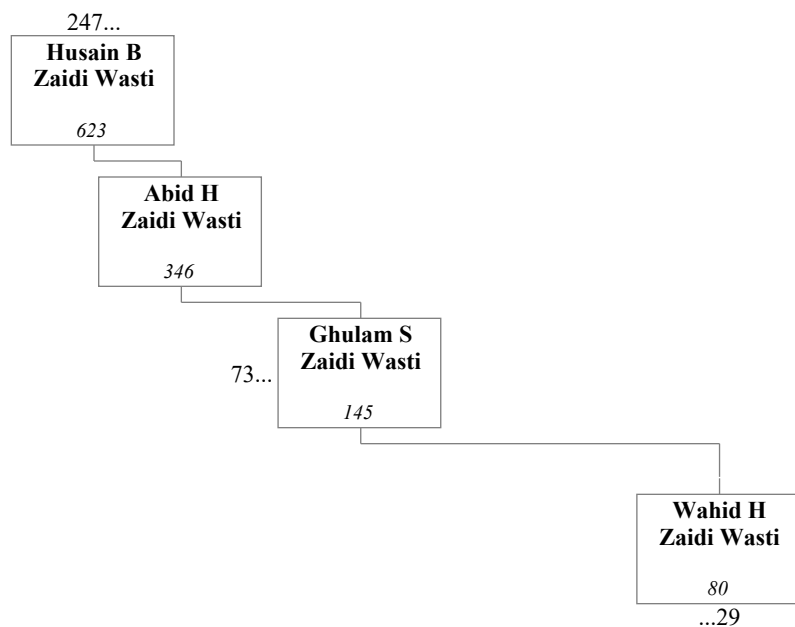 247...
Husain B
Zaidi Wasti
623
Abid H
Zaidi Wasti
346
Ghulam S
Zaidi Wasti
73...
145
Wahid H
Zaidi Wasti
80
...29